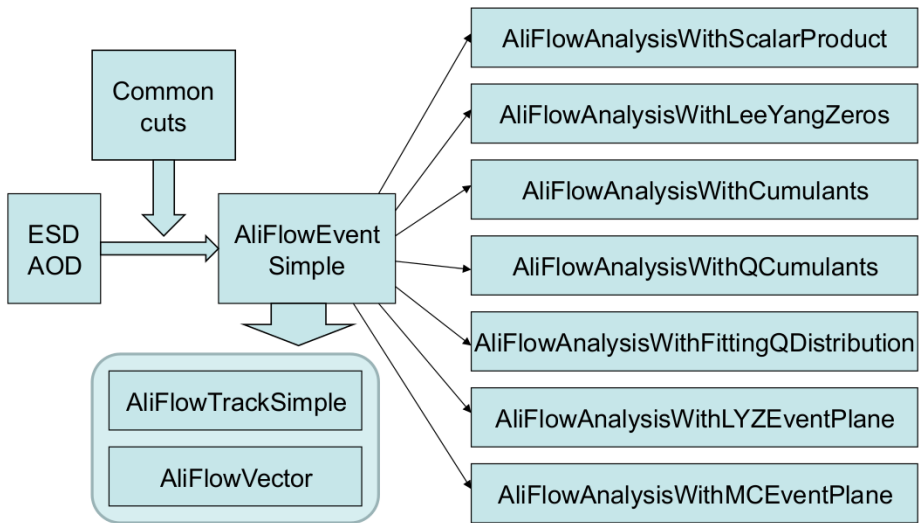 Common
cuts
ESD
AOD
AliFlowEvent
Simple
AliFlowTrackSimple
AliFlowVector
AliFlowAnalysisWithScalarProduct
AliFlowAnalysisWithLeeYangZeros
AliFlowAnalysisWithCumulants
AliFlowAnalysisWithQCumulants
AliFlowAnalysisWithFittingQDistribution
AliFlowAnalysisWithLYZEventPlane
AliFlowAnalysisWithMCEventPlane